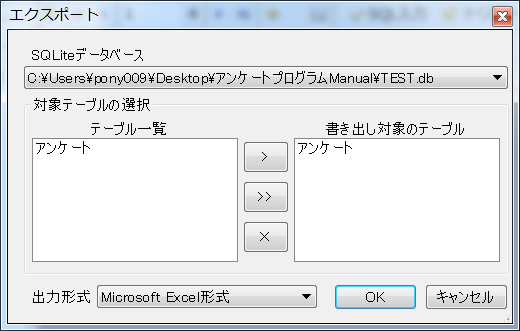 エクスポート
SQLiteデータベース
C:¥Users¥pony009¥Desktop¥アンケートプログラムManual¥TEST.db
対象テーブルの選択
テーブル一覧
書き出し対象のテーブル
アンケート
アンケート
>
>>
×
出力形式
Microsoft Excel形式
OK
キャンセル